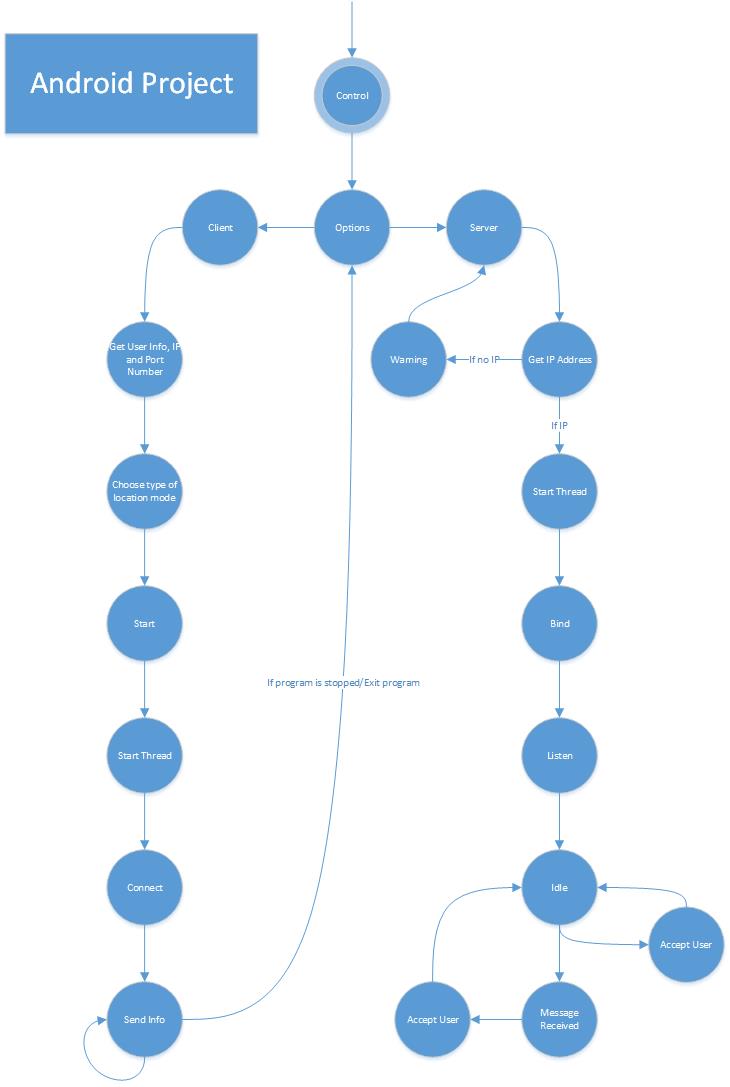 Android Project
Control
Client
Options
Server
Get User Info, IP
and Port
Number
Warning
If no IP
Get IP Address
If IP
Choose type of
location mode
Start Thread
Start
Bind
If program is stopped/Exit program
Start Thread
Listen
Connect
Idle
Accept User
Send Info
Accept User
Message
Received